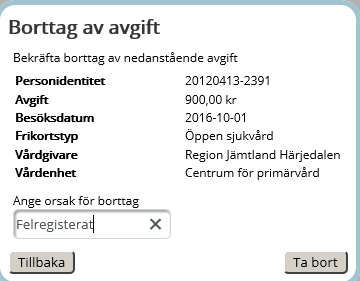 Borttag av avgift
Bekräfta borttag av nedanstående avgift
Personidentitet 20120413-2391
Avgift 900,00 kr
Besöksdatum 2016-10-01
Frikortstyp Öppen sjukvård
Vårdgivare Region Jämtland Härjedalen
Vårdenhet Centrum för primärvård
Ange orsak för borttag
Felregisterat
Tillbaka Ta bort